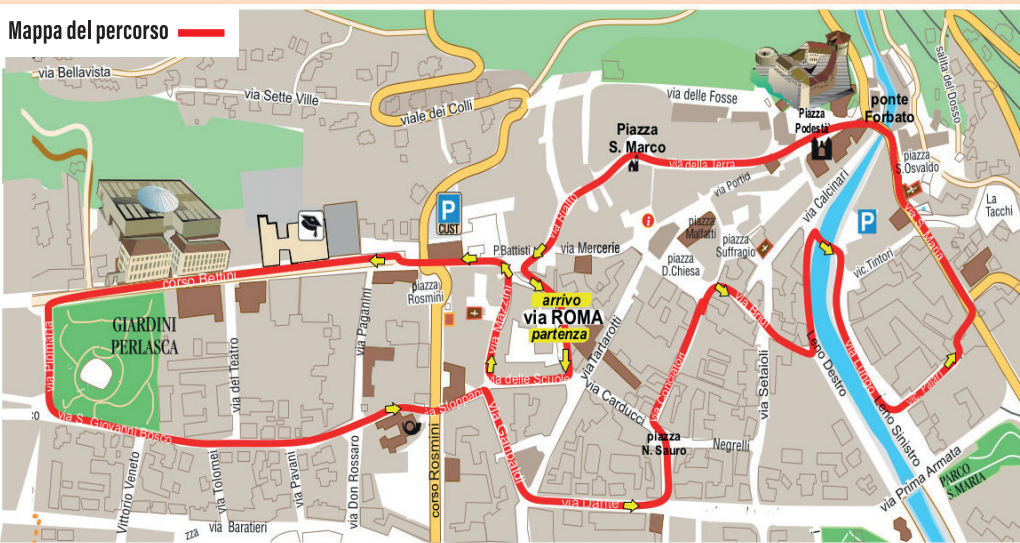 Mappa del percorso
via Bellavista
via Sette Ville
viale dei Colli
via delle Fosse
salita del Dosso
Piazza
Podestà
ponte
Forbato
Piazza
S. Marco
via della Terra
via Portici
via Calcinari
piazza
S.Osvaldo
La
Tacchi
P
CUST
via Rialto
i
piazza
Malfatti
piazza
Suffragio
P
via S. Maria
P.Battisti
via Mercerie
piazza
D.Chiesa
vic.Tintori
corso Bettini
piazza
Rosmini
arrivo
via ROMA
partenza
GIARDINI
PERLASCA
via Paganini
via Mazzini
via Tartarotti
via Conciatori
via Setaioli
Leno Destro
via Lungo Leno Sinistro
via del Teatro
via delle Scuole
via Carducci
via S. Giovanni Bosco
via Stoppani
via Garibaldi
corso Rosmini
piazza
N. Sauro
Negrelli
via Dante
via Prima Armata
PARCO
S.MARIA
Vittorio Veneto
via Tolomei
via Pavani
via Don Rossaro
zza
via Baratieri